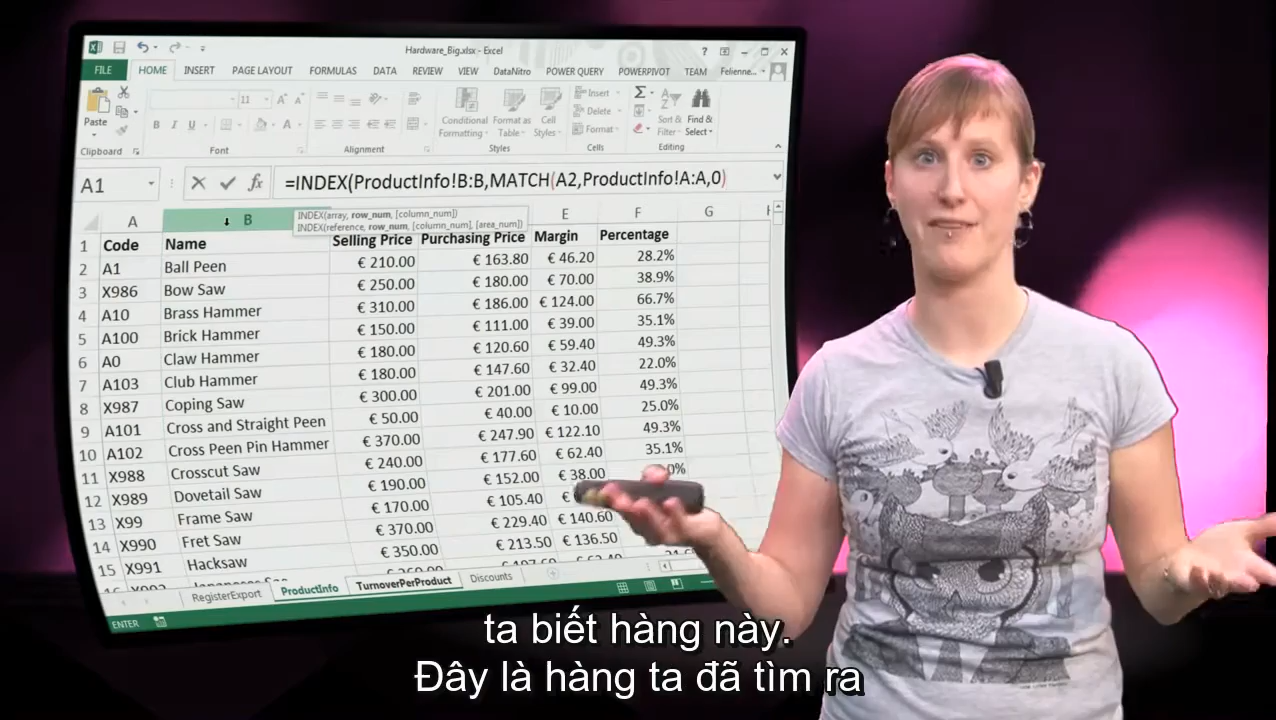 Hardware_Big.xlsx - Excel
FILE HOME INSERT PAGE LAYOUT FORMULAS DATA REVIEW VIEW DataNitro POWER QUERY POWERPIVOT TEAM Felienne...
11 A A
Paste B I U A Conditional Formatting Format as Table Cell Styles Insert Delete Format Σ Sort & Filter Find & Select
Clipboard Font Alignment Styles Cells Editing
A1 fx =INDEX(ProductInfo!B:B,MATCH(A2,ProductInfo!A:A,0)
INDEX(array, row_num, [column_num])
INDEX(reference, row_num, [column_num], [area_num])
A B E F G
1 Code Name Selling Price Purchasing Price Margin Percentage
2 A1 Ball Peen € 210.00 € 163.80 € 46.20 28.2%
3 X986 Bow Saw € 250.00 € 180.00 € 70.00 38.9%
4 A10 Brass Hammer € 310.00 € 186.00 € 124.00 66.7%
5 A100 Brick Hammer € 150.00 € 111.00 € 39.00 35.1%
6 A0 Claw Hammer € 180.00 € 120.60 € 59.40 49.3%
7 A103 Club Hammer € 180.00 € 147.60 € 32.40 22.0%
8 X987 Coping Saw € 300.00 € 201.00 € 99.00 49.3%
9 A101 Cross and Straight Peen € 50.00 € 40.00 € 10.00 25.0%
10 A102 Cross Peen Pin Hammer € 370.00 € 247.90 € 122.10 49.3%
11 X988 Crosscut Saw € 240.00 € 177.60 € 62.40 35.1%
12 X989 Dovetail Saw € 190.00 € 152.00 € 38.00
13 X99 Frame Saw € 170.00 € 105.40 €
14 X990 Fret Saw € 370.00 € 229.40 € 140.60
15 X991 Hacksaw € 350.00 € 213.50 € 136.50
RegisterExport ProductInfo TurnoverPerProduct Discounts
ENTER
ta biết hàng này.
Đây là hàng ta đã tìm ra